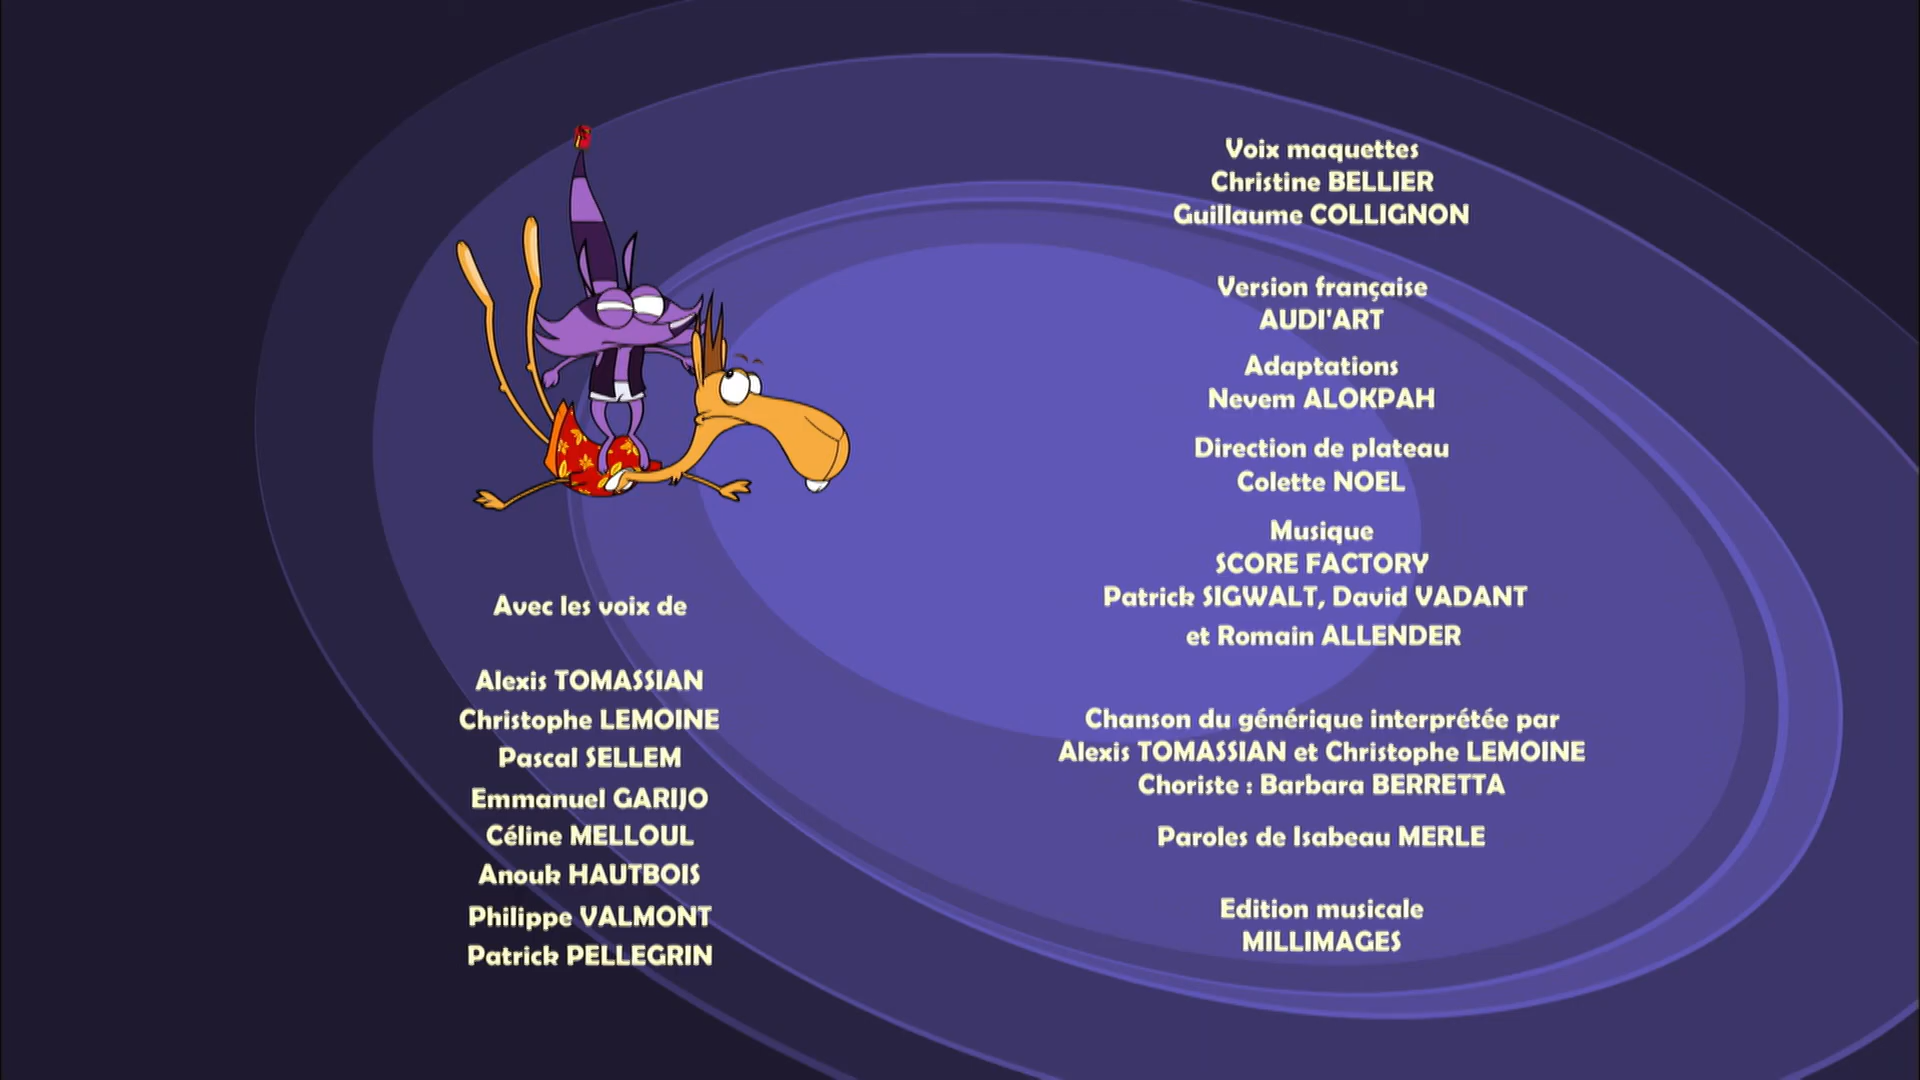 Avec les voix de
Alexis TOMASSIAN
Christophe LEMOINE
Pascal SELLEM
Emmanuel GARIJO
Céline MELLOUL
Anouk HAUTBOIS
Philippe VALMONT
Patrick PELLEGRIN
Voix maquettes
Christine BELLIER
Guillaume COLLIGNON
Version française
AUDI'ART
Adaptations
Nevem ALOKPAH
Direction de plateau
Colette NOEL
Musique
SCORE FACTORY
Patrick SIGWALT, David VADANT
et Romain ALLENDER
Chanson du générique interprétée par
Alexis TOMASSIAN et Christophe LEMOINE
Choriste : Barbara BERRETTA
Paroles de Isabeau MERLE
Edition musicale
MILLIMAGES